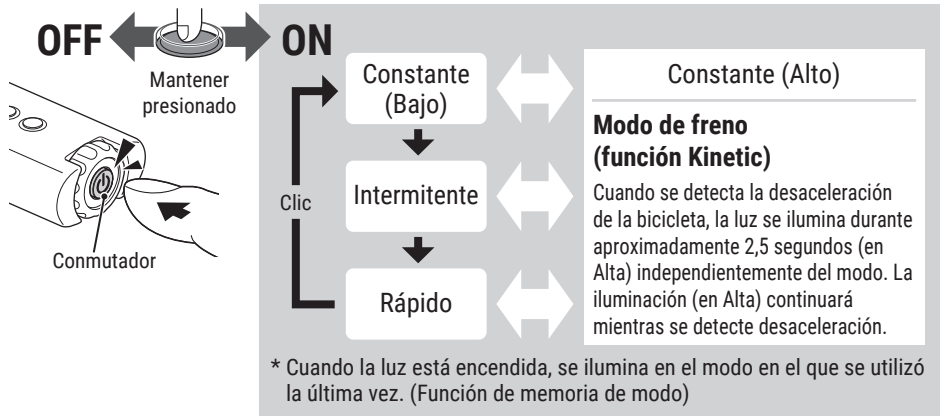 OFF
ON
Mantener
presionado
Conmutador
Clic
Constante
(Bajo)
Intermitente
Rápido
Constante (Alto)
Modo de freno
(función Kinetic)
Cuando se detecta la desaceleración
de la bicicleta, la luz se ilumina durante
aproximadamente 2,5 segundos (en
Alta) independientemente del modo. La
iluminación (en Alta) continuará
mientras se detecte desaceleración.
* Cuando la luz está encendida, se ilumina en el modo en el que se utilizó
la última vez. (Función de memoria de modo)